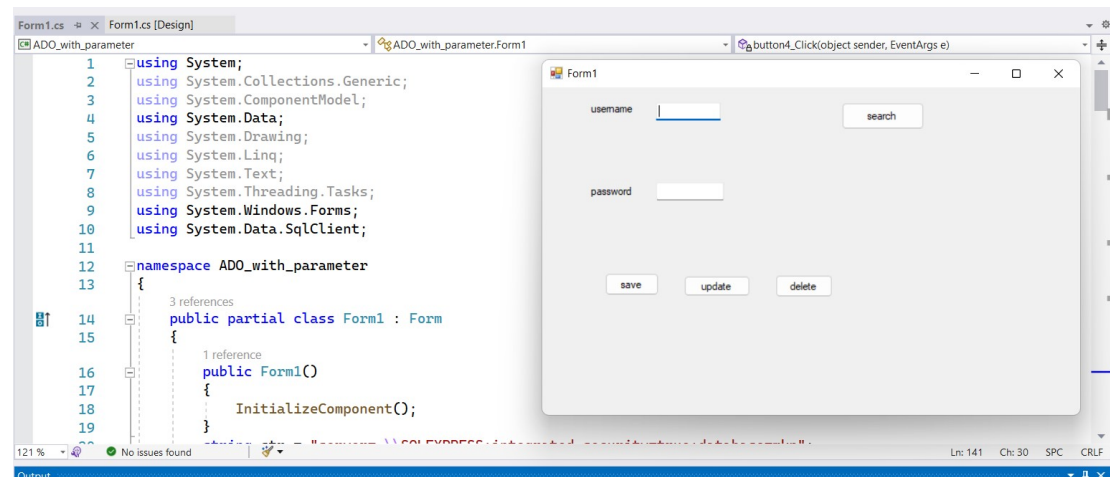 Form1.cs Form1.cs [Design]
ADO_with_parameter ADO_with_parameter.Form1 button4_Click(object sender, EventArgs e)
1 using System;
2 using System.Collections.Generic;
3 using System.ComponentModel;
4 using System.Data;
5 using System.Drawing;
6 using System.Linq;
7 using System.Text;
8 using System.Threading.Tasks;
9 using System.Windows.Forms;
10 using System.Data.SqlClient;
11
12 namespace ADO_with_parameter
13 {
3 references
14 public partial class Form1 : Form
15 {
1 reference
16 public Form1()
17 {
18 InitializeComponent();
19 }
Form1
username
search
password
save update delete
121 % No issues found Ln: 141 Ch: 30 SPC CRLF
Output